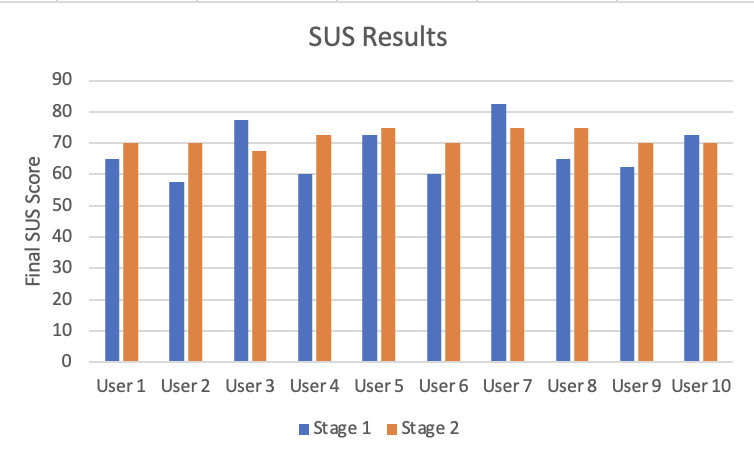 SUS Results
90
80
70
60
50
40
30
20
10
0
Final SUS Score
User 1 User 2 User 3 User 4 User 5 User 6 User 7 User 8 User 9 User 10
Stage 1 Stage 2